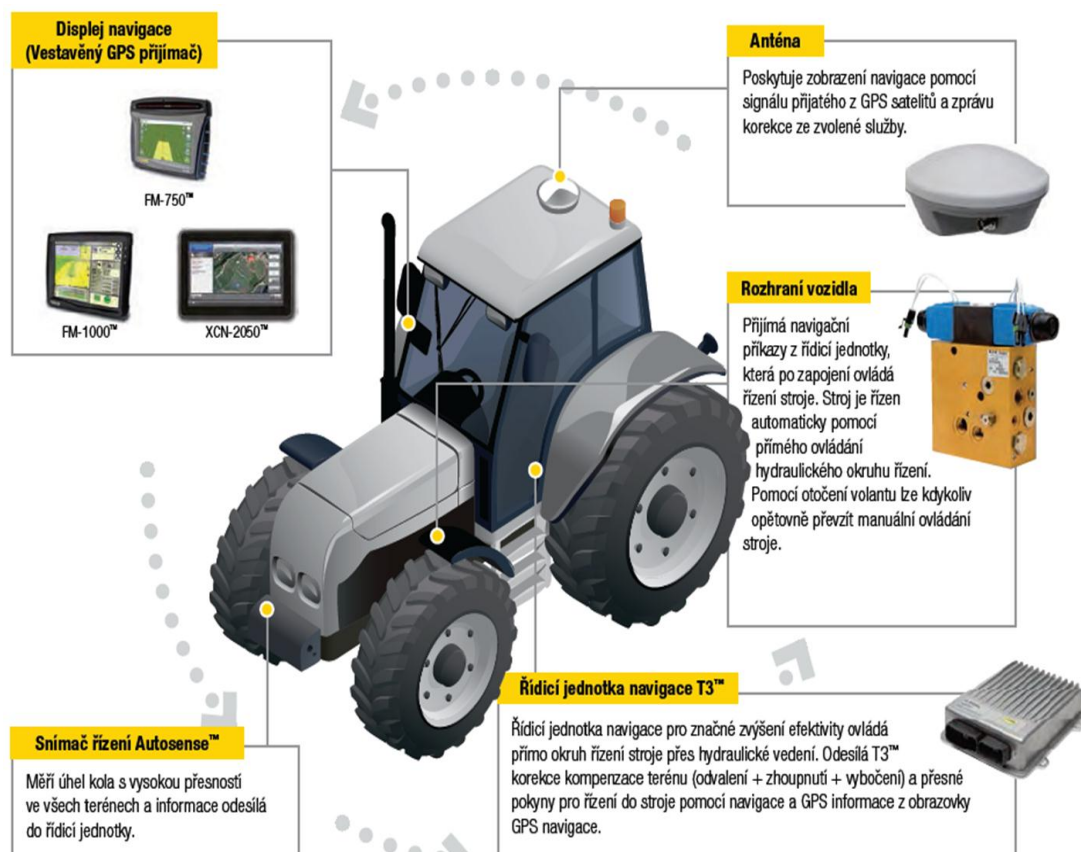 Displej navigace
(Vestavěný GPS přijímač)
FM-750™
FM-1000™
XCN-2050™
Anténa
Poskytuje zobrazení navigace pomocí
signálu přijatého z GPS satelitů a zprávu
korekce ze zvolené služby.
Rozhraní vozidla
Přijímá navigační
příkazy z řídicí jednotky,
která po zapojení ovládá
řízení stroje. Stroj je řízen
automaticky pomocí
přímého ovládání
hydraulického okruhu řízení.
Pomocí otočení volantu lze kdykoliv
opětovně převzít manuální ovládání
stroje.
Řídicí jednotka navigace T3™
Řídicí jednotka navigace pro značné zvýšení efektivity ovládá
přímo okruh řízení stroje přes hydraulické vedení. Odesílá T3™
korekce kompenzace terénu (odvalení + zhoupnutí + vybočení) a přesné
pokyny pro řízení do stroje pomocí navigace a GPS informace z obrazovky
GPS navigace.
Snímač řízení Autosense™
Měří úhel kola s vysokou přesností
ve všech terénech a informace odesílá
do řídicí jednotky.